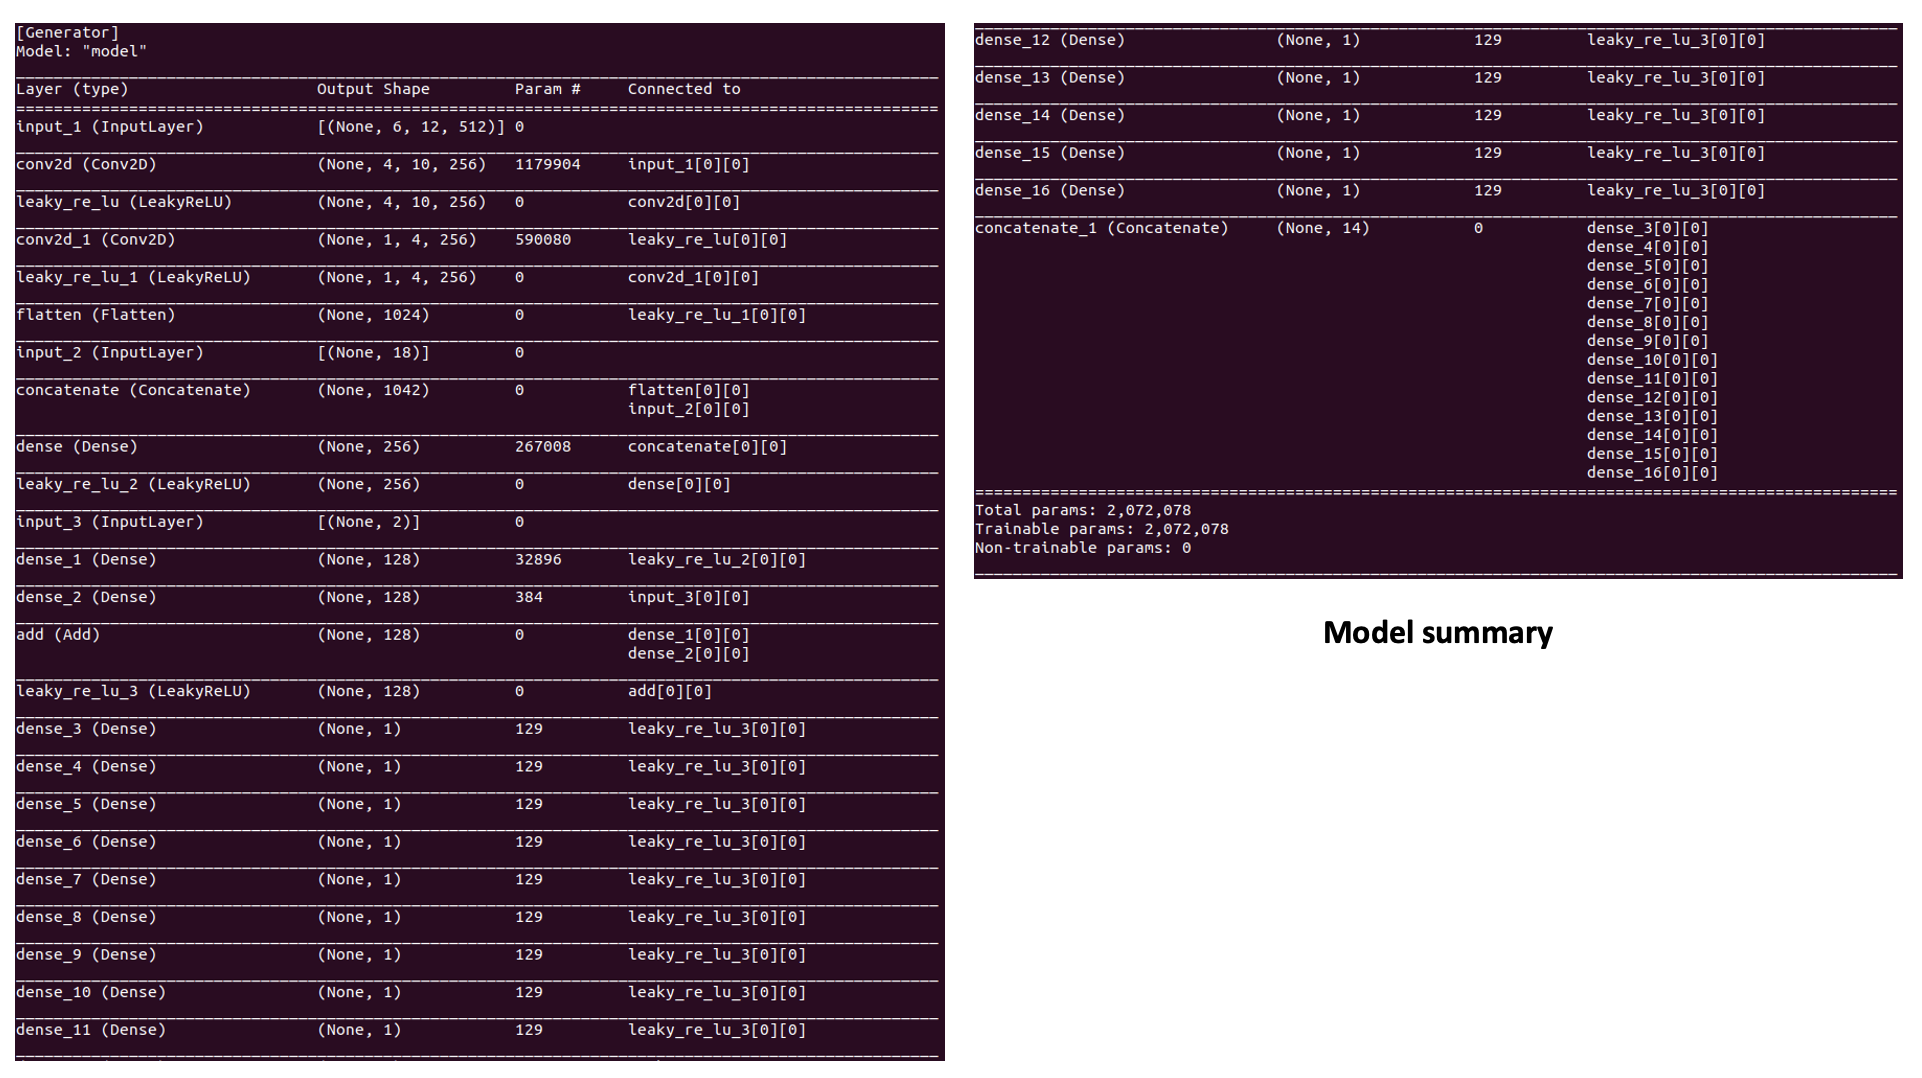 [Generator]
Model: "model"
Layer (type) Output Shape Param # Connected to
input_1 (InputLayer) [(None, 6, 12, 512)] 0
conv2d (Conv2D) (None, 4, 10, 256) 1179904 input_1[0][0]
leaky_re_lu (LeakyReLU) (None, 4, 10, 256) 0 conv2d[0][0]
conv2d_1 (Conv2D) (None, 1, 4, 256) 590080 leaky_re_lu[0][0]
leaky_re_lu_1 (LeakyReLU) (None, 1, 4, 256) 0 conv2d_1[0][0]
flatten (Flatten) (None, 1024) 0 leaky_re_lu_1[0][0]
input_2 (InputLayer) [(None, 18)] 0
concatenate (Concatenate) (None, 1042) 0 flatten[0][0]
input_2[0][0]
dense (Dense) (None, 256) 267008 concatenate[0][0]
leaky_re_lu_2 (LeakyReLU) (None, 256) 0 dense[0][0]
input_3 (InputLayer) [(None, 2)] 0
dense_1 (Dense) (None, 128) 32896 leaky_re_lu_2[0][0]
dense_2 (Dense) (None, 128) 384 input_3[0][0]
add (Add) (None, 128) 0 dense_1[0][0]
dense_2[0][0]
leaky_re_lu_3 (LeakyReLU) (None, 128) 0 add[0][0]
dense_3 (Dense) (None, 1) 129 leaky_re_lu_3[0][0]
dense_4 (Dense) (None, 1) 129 leaky_re_lu_3[0][0]
dense_5 (Dense) (None, 1) 129 leaky_re_lu_3[0][0]
dense_6 (Dense) (None, 1) 129 leaky_re_lu_3[0][0]
dense_7 (Dense) (None, 1) 129 leaky_re_lu_3[0][0]
dense_8 (Dense) (None, 1) 129 leaky_re_lu_3[0][0]
dense_9 (Dense) (None, 1) 129 leaky_re_lu_3[0][0]
dense_10 (Dense) (None, 1) 129 leaky_re_lu_3[0][0]
dense_11 (Dense) (None, 1) 129 leaky_re_lu_3[0][0]
dense_12 (Dense) (None, 1) 129 leaky_re_lu_3[0][0]
dense_13 (Dense) (None, 1) 129 leaky_re_lu_3[0][0]
dense_14 (Dense) (None, 1) 129 leaky_re_lu_3[0][0]
dense_15 (Dense) (None, 1) 129 leaky_re_lu_3[0][0]
dense_16 (Dense) (None, 1) 129 leaky_re_lu_3[0][0]
concatenate_1 (Concatenate) (None, 14) 0 dense_3[0][0]
dense_4[0][0]
dense_5[0][0]
dense_6[0][0]
dense_7[0][0]
dense_8[0][0]
dense_9[0][0]
dense_10[0][0]
dense_11[0][0]
dense_12[0][0]
dense_13[0][0]
dense_14[0][0]
dense_15[0][0]
dense_16[0][0]
Total params: 2,072,078
Trainable params: 2,072,078
Non-trainable params: 0
Model summary